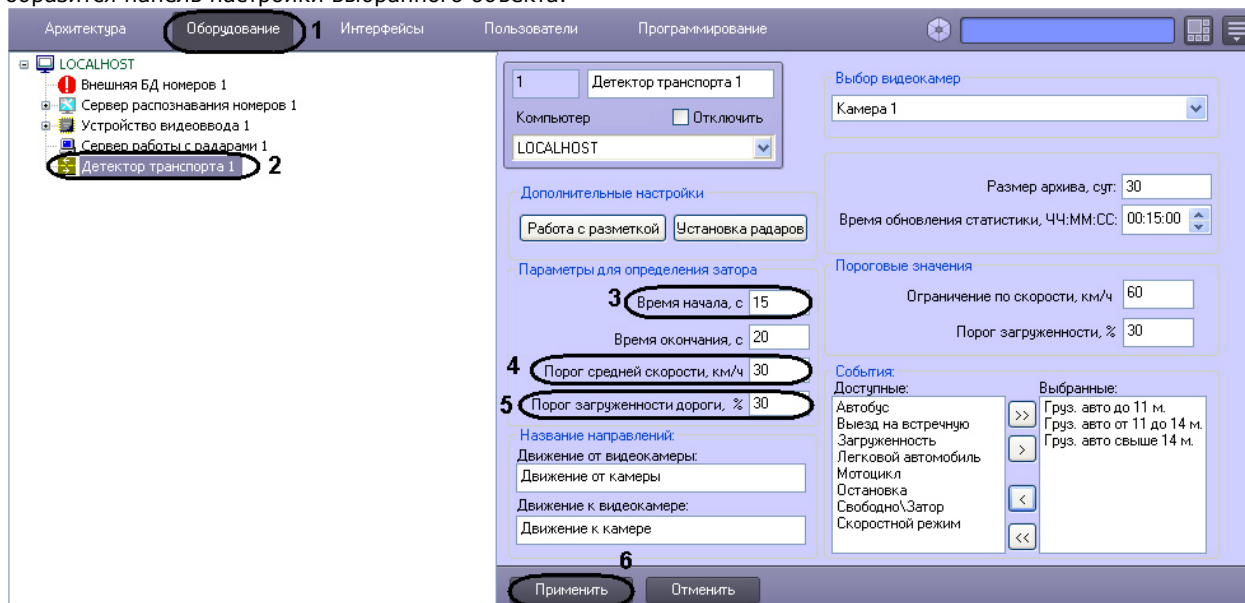 образится панель настройки выбранного объекта.
Архитектура Оборудование 1 Интерфейсы Пользователи Программирование
LOCALHOST
Внешняя БД номеров 1
Сервер распознавания номеров 1
Устройство видеоввода 1
Сервер работы с радарами 1
Детектор транспорта 1 2
1 Детектор транспорта 1
Компьютер Отключить
LOCALHOST
Дополнительные настройки
Работа с разметкой Установка радаров
Параметры для определения затора
3 Время начала, с 15
Время окончания, с 20
4 Порог средней скорости, км/ч 30
5 Порог загруженности дороги, % 30
Название направлений:
Движение от видеокамеры:
Движение от камеры
Движение к видеокамере:
Движение к камере
Выбор видеокамер
Камера 1
Размер архива, сут: 30
Время обновления статистики, ЧЧ:ММ:СС: 00:15:00
Пороговые значения
Ограничение по скорости, км/ч 60
Порог загруженности, % 30
События:
Доступные:
Автобус
Выезд на встречную
Загруженность
Легковой автомобиль
Мотоцикл
Остановка
Свободно\Затор
Скоростной режим
>>
>
<
<<
Выбранные:
Груз. авто до 11 м.
Груз. авто от 11 до 14 м.
Груз. авто свыше 14 м.
6
Применить Отменить